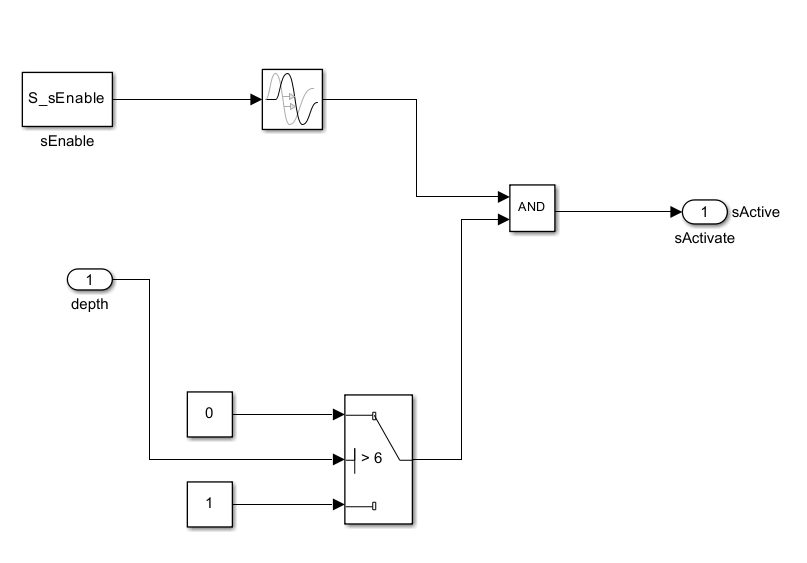 S_sEnable
sEnable
AND
1
sActive
sActivate
1
depth
0
> 6
1